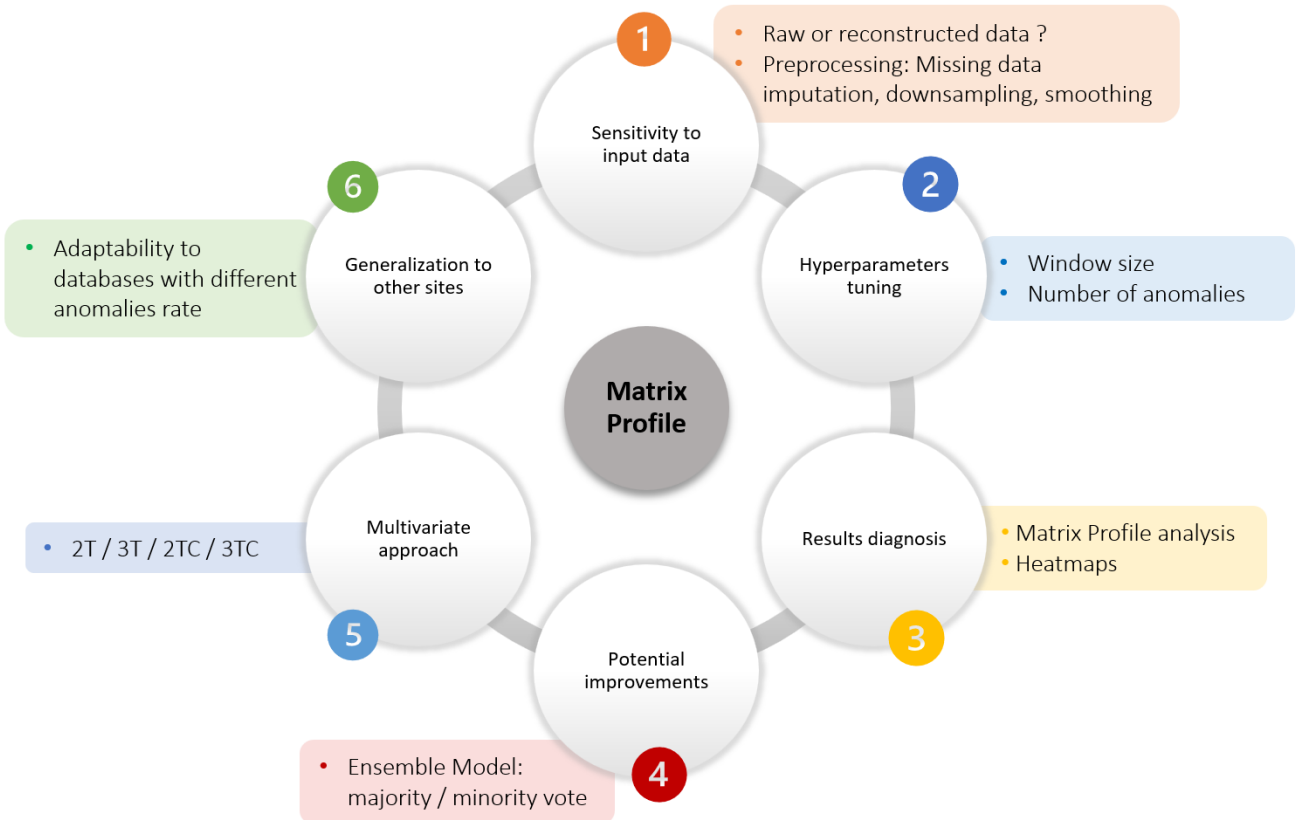 1
Sensitivity to
input data
• Raw or reconstructed data ?
• Preprocessing: Missing data
imputation, downsampling, smoothing
2
Hyperparameters
tuning
• Window size
• Number of anomalies
3
Results diagnosis
• Matrix Profile analysis
• Heatmaps
4
Potential
improvements
• Ensemble Model:
majority / minority vote
5
Multivariate
approach
• 2T / 3T / 2TC / 3TC
6
Generalization to
other sites
• Adaptability to
databases with different
anomalies rate
Matrix
Profile